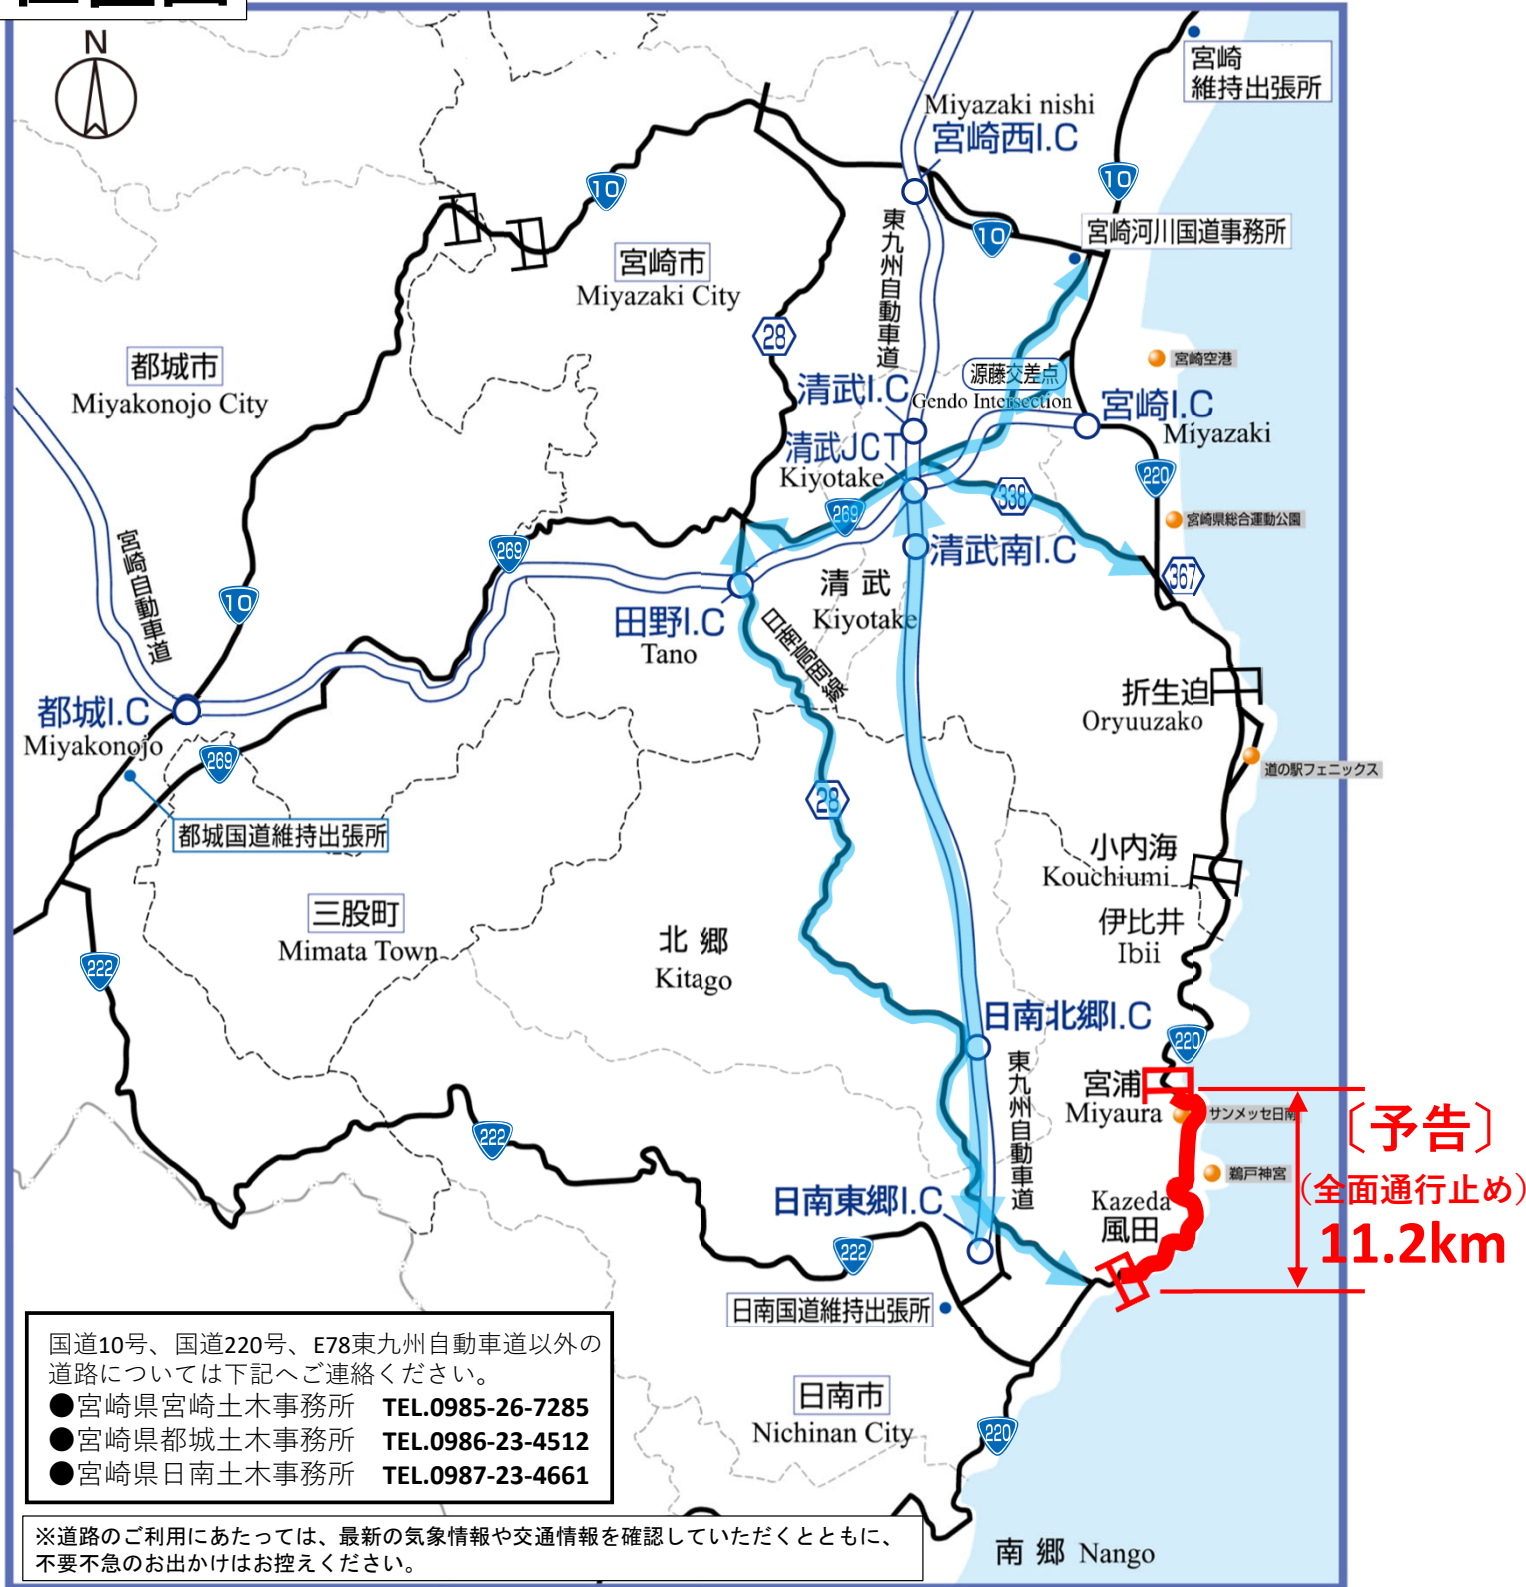 N
宮崎
維持出張所
Miyazaki nishi
宮崎西I.C
10
10
10
宮崎河川国道事務所
東九州自動車道
宮崎市
Miyazaki City
28
都城市
Miyakonojo City
宮崎空港
源藤交差点
Gendo Intersection
清武I.C
宮崎I.C
Miyazaki
清武JCT
Kiyotake
220
338
269
宮崎県総合運動公園
宮崎自動車道
269
清武南I.C
367
10
清武
Kiyotake
田野I.C
Tano
日南高岡線
折生迫
Oryuuzako
都城I.C
Miyakonojo
269
道の駅フェニックス
28
都城国道維持出張所
小内海
Kouchiumi
三股町
Mimata Town
伊比井
Ibii
北郷
Kitago
222
日南北郷I.C
220
東九州自動車道
宮浦
Miyaura
サンメッセ日南
〔予告〕
222
鵜戸神宮
(全面通行止め)
日南東郷I.C
Kazeda
風田
11.2km
222
日南国道維持出張所
国道10号、国道220号、E78東九州自動車道以外の
道路については下記へご連絡ください。
●宮崎県宮崎土木事務所 TEL.0985-26-7285
●宮崎県都城土木事務所 TEL.0986-23-4512
●宮崎県日南土木事務所 TEL.0987-23-4661
日南市
Nichinan City
220
※道路のご利用にあたっては、最新の気象情報や交通情報を確認していただくとともに、
不要不急のお出かけはお控えください。
南郷 Nango